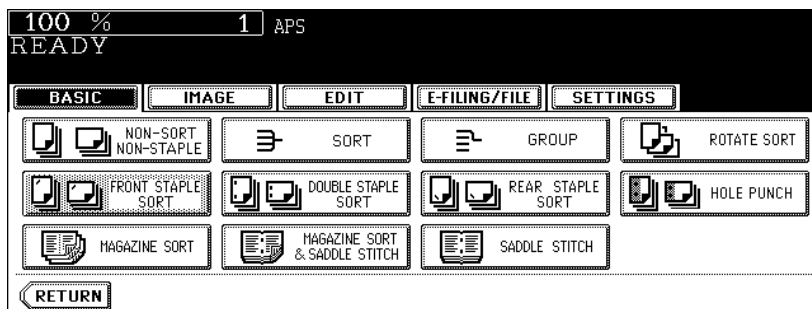 100 % 1 APS
READY
BASIC IMAGE EDIT E-FILING/FILE SETTINGS
NON-SORT
NON-STAPLE
SORT
GROUP
ROTATE SORT
FRONT STAPLE
SORT
DOUBLE STAPLE
SORT
REAR STAPLE
SORT
HOLE PUNCH
MAGAZINE SORT
MAGAZINE SORT
& SADDLE STITCH
SADDLE STITCH
RETURN